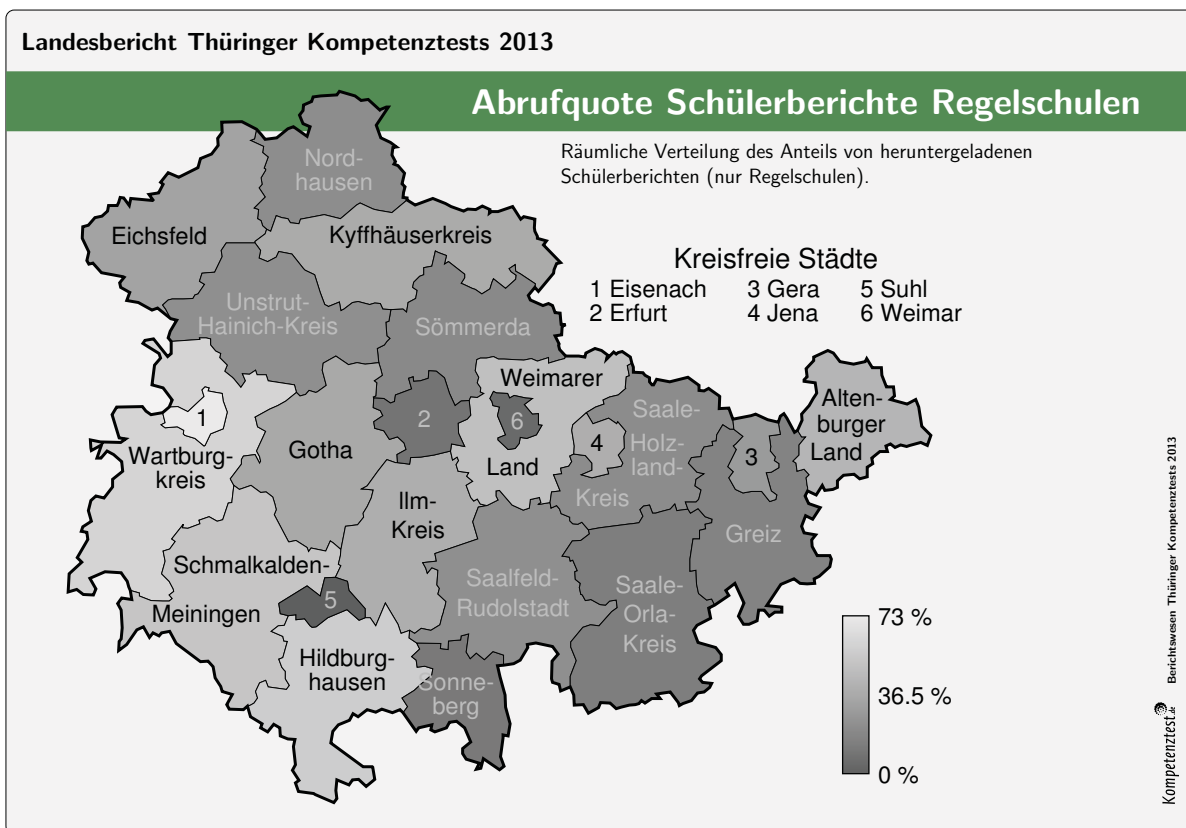 Landesbericht Thüringer Kompetenztests 2013
Abrufquote Schülerberichte Regelschulen
Räumliche Verteilung des Anteils von heruntergeladenen
Schülerberichten (nur Regelschulen).
Kreisfreie Städte
1 Eisenach 3 Gera 5 Suhl
2 Erfurt 4 Jena 6 Weimar
Nord-
hausen
Eichsfeld
Kyffhäuserkreis
Unstrut-
Hainich-Kreis
Sömmerda
Weimarer
Land
1
2
6
4
3
5
Wartburg-
kreis
Gotha
Ilm-
Kreis
Saale-
Holz-
land-
Kreis
Alten-
burger
Land
Greiz
Schmalkalden-
Meiningen
Saalfeld-
Rudolstadt
Saale-
Orla-
Kreis
Hildburg-
hausen
Sonne-
berg
73 %
36.5 %
0 %
Kompetenztest.de Berichtswesen Thüringer Kompetenztests 2013